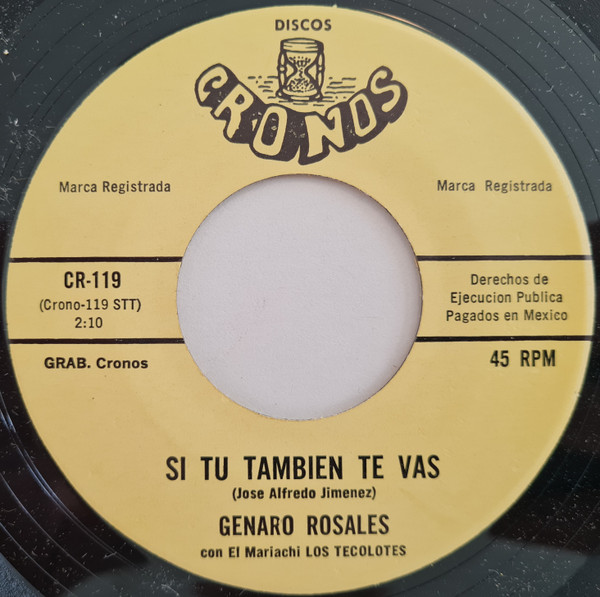 DISCOS
CRONOS
Marca Registrada
Marca Registrada
CR-119
(Crono-119 STT)
2:10
Derechos de
Ejecucion Publica
Pagados en Mexico
GRAB. Cronos
45 RPM
SI TU TAMBIEN TE VAS
(Jose Alfredo Jimenez)
GENARO ROSALES
con El Mariachi LOS TECOLOTES